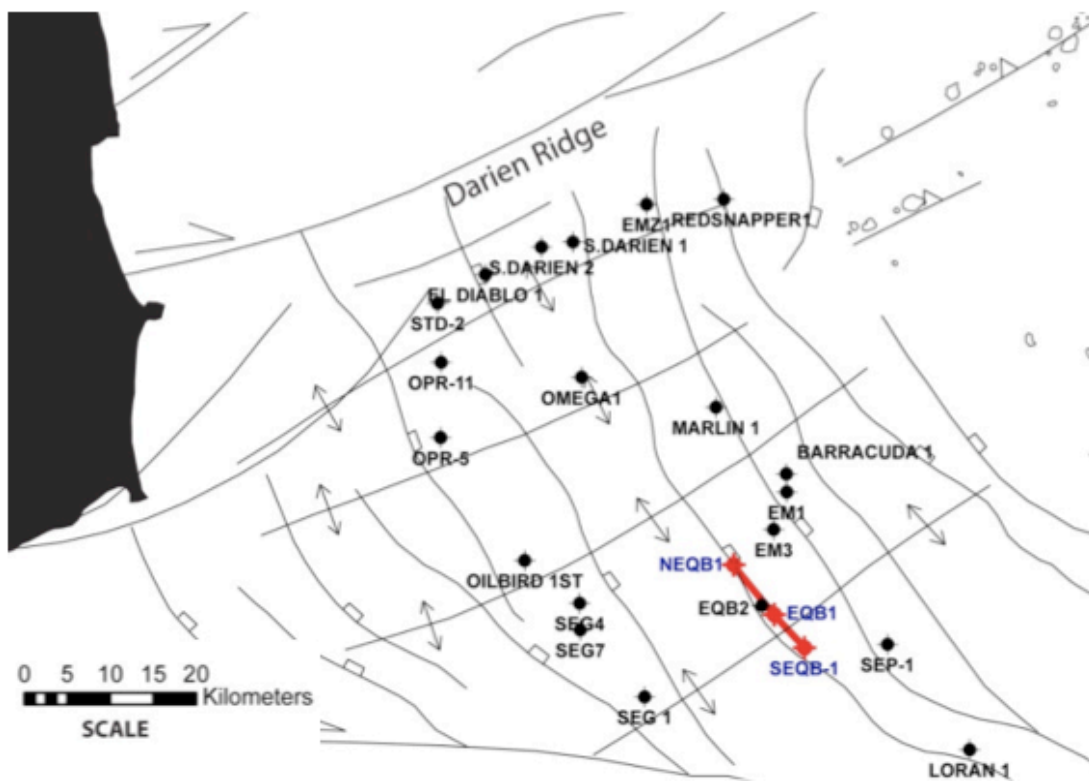 Darien Ridge
EMZ1
REDSNAPPER1
S.DARIEN 1
S.DARIEN 2
EL DIABLO 1
STD-2
OPR-11
OMEGA1
MARLIN 1
OPR-5
BARRACUDA 1
EM1
EM3
NEQB1
OILBIRD 1ST
EQB2
EQB1
SEG4
SEG7
SEQB-1
SEP-1
0 5 10 15 20
Kilometers
SCALE
SEG 1
LORAN 1